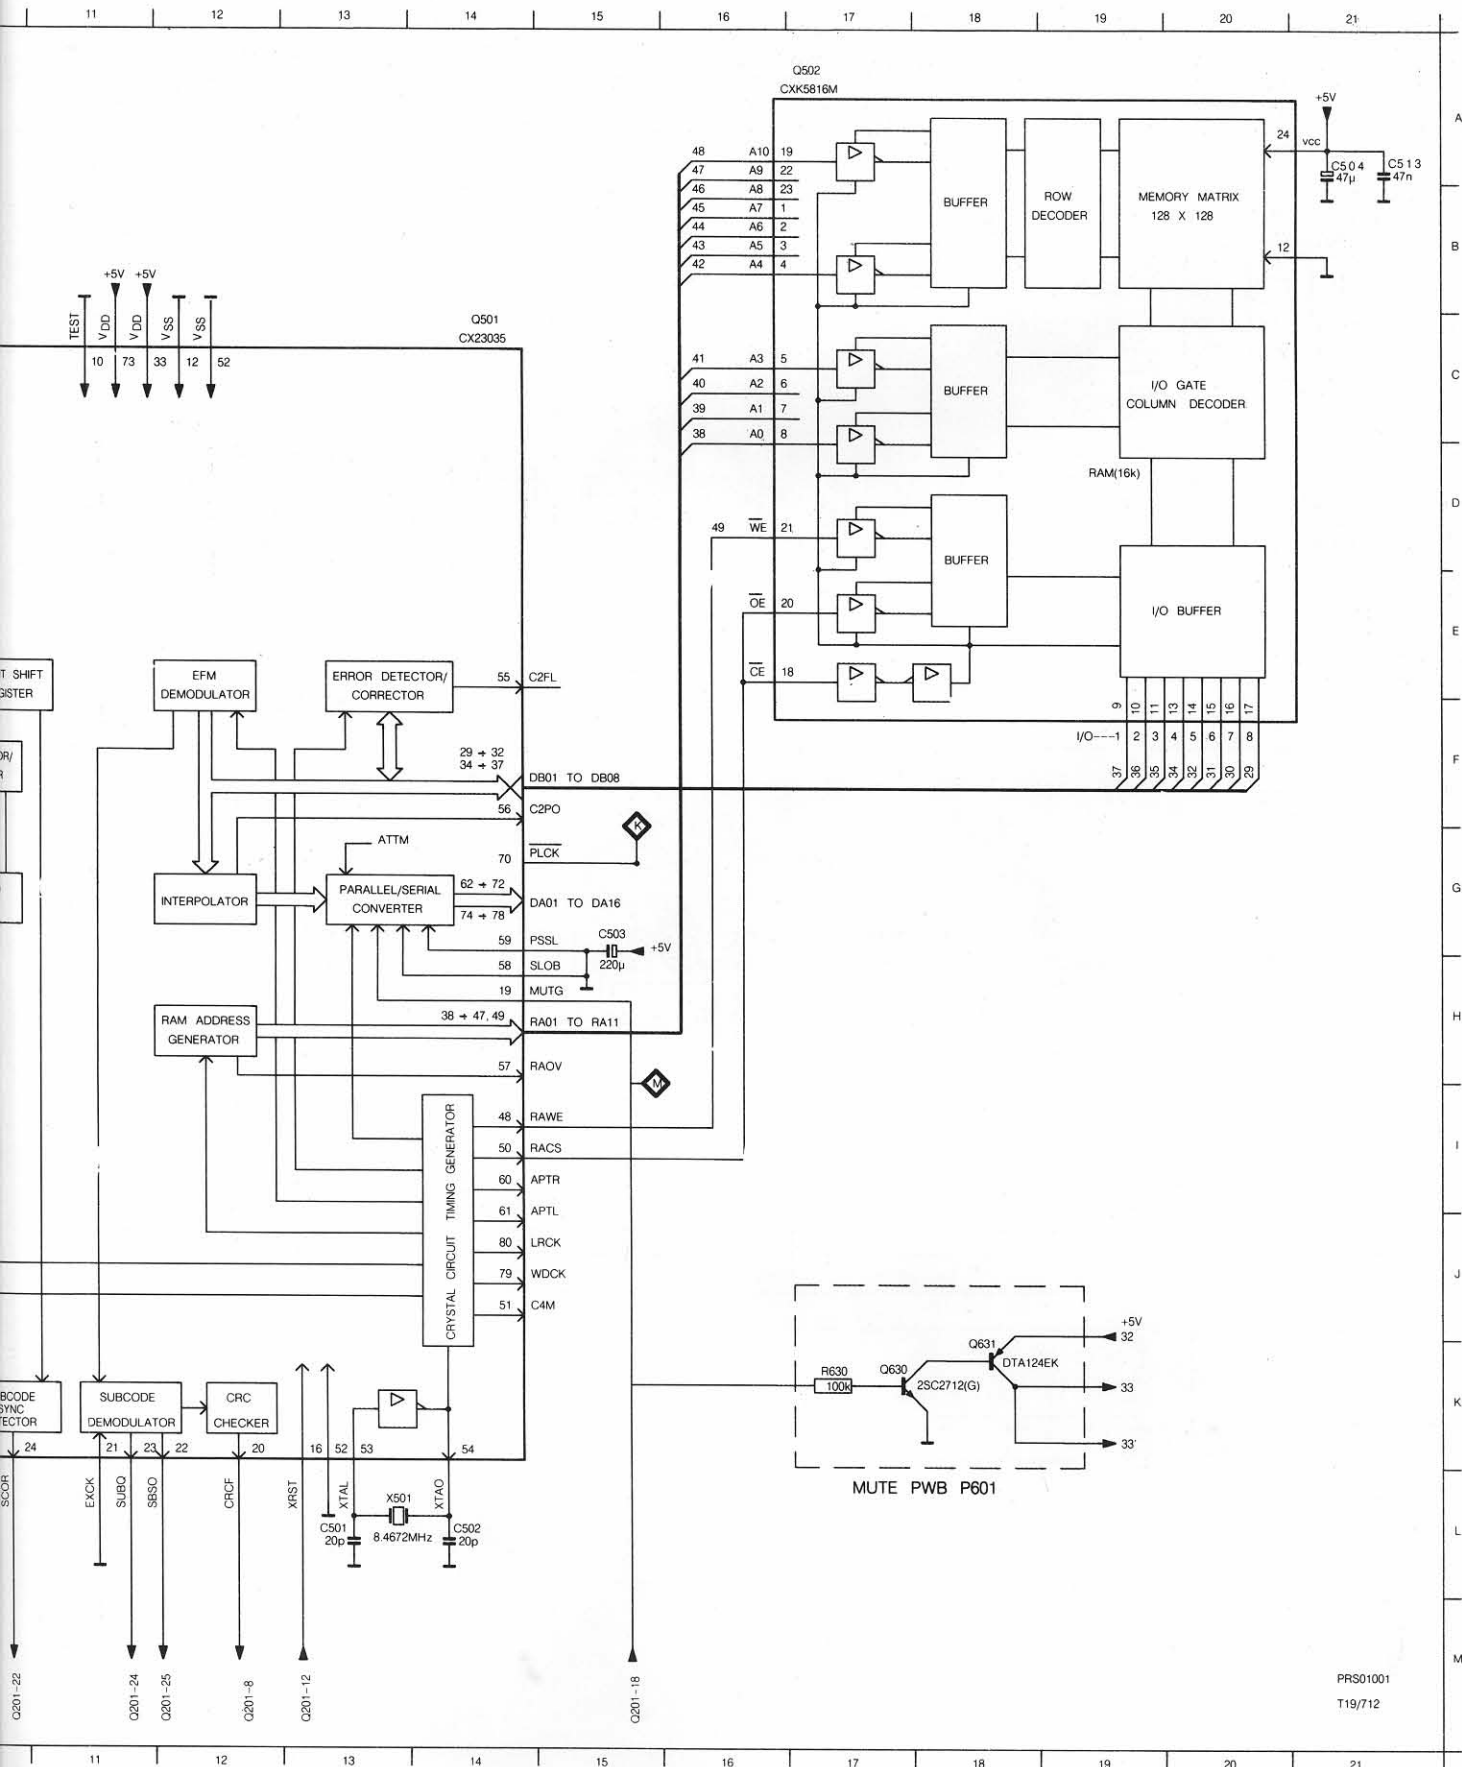 11 12 13 14 15 16 17 18 19 20 21
Q502
CXK5816M
+5V
A
24
VCC
C504
47µ
C513
47n
48 A10 19
47 A9 22
46 A8 23
45 A7 1
44 A6 2
43 A5 3
42 A4 4
BUFFER
ROW
DECODER
MEMORY MATRIX
128 X 128
B
12
+5V +5V
TEST
VDD
VDD
VSS
VSS
10 73 33 12 52
Q501
CX23035
41 A3 5
40 A2 6
39 A1 7
38 A0 8
BUFFER
I/O GATE
COLUMN DECODER
C
RAM(16k)
D
49 WE 21
BUFFER
OE 20
I/O BUFFER
E
CE 18
9 10 11 13 14 15 16 17
I/O---1 2 3 4 5 6 7 8
37 36 35 34 32 31 30 29
F
T SHIFT
GISTER
EFM
DEMODULATOR
ERROR DETECTOR/
CORRECTOR
55 C2FL
OR/
R
29 → 32
34 → 37
DB01 TO DB08
56 C2PO
K
ATTM
70 PLCK
INTERPOLATOR
PARALLEL/SERIAL
CONVERTER
62 → 72
74 → 78
DA01 TO DA16
G
59 PSSL
C503
220µ
+5V
58 SLOB
19 MUTG
RAM ADDRESS
GENERATOR
38 → 47, 49
RA01 TO RA11
H
57 RAOV
M
CRYSTAL CIRCUIT TIMING GENERATOR
48 RAWE
50 RACS
60 APTR
61 APTL
80 LRCK
79 WDCK
51 C4M
I
J
+5V
32
Q631
DTA124EK
R630
100k
Q630
2SC2712(G)
33
33'
K
MUTE PWB P601
BCODE
SYNC
TECTOR
SUBCODE
DEMODULATOR
CRC
CHECKER
24 21 23 22 20 16 52 53 54
SCOR
EXCK
SUBQ
SBSO
CRCF
XRST
XTAL
XTAO
X501
8.4672MHz
C501
20p
C502
20p
L
Q201-22
Q201-24
Q201-25
Q201-8
Q201-12
Q201-18
M
PRS01001
T19/712
11 12 13 14 15 16 17 18 19 20 21